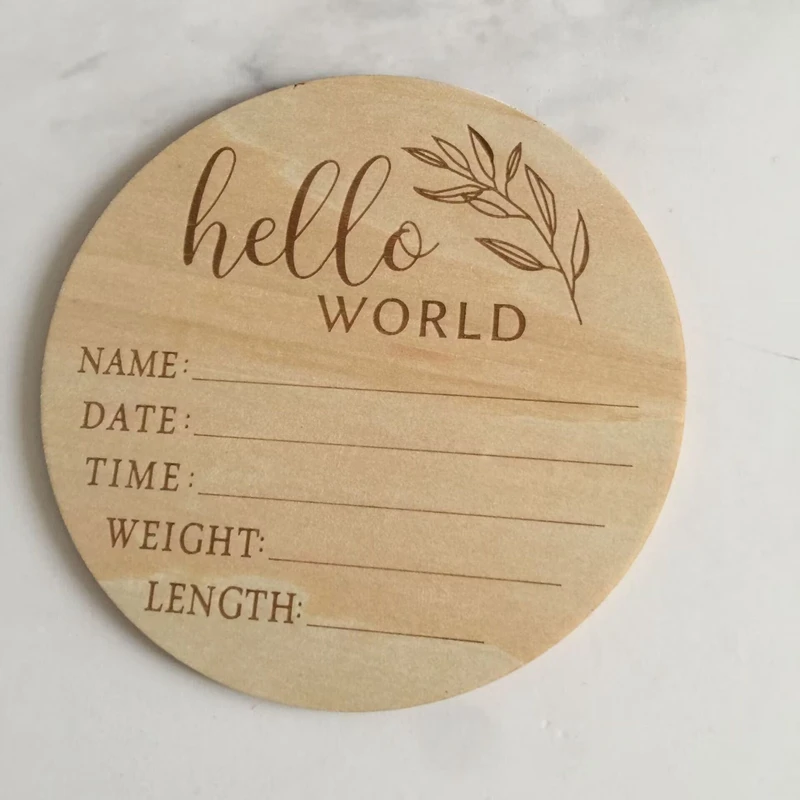 hello
WORLD
NAME:
DATE:
TIME:
WEIGHT:
LENGTH: